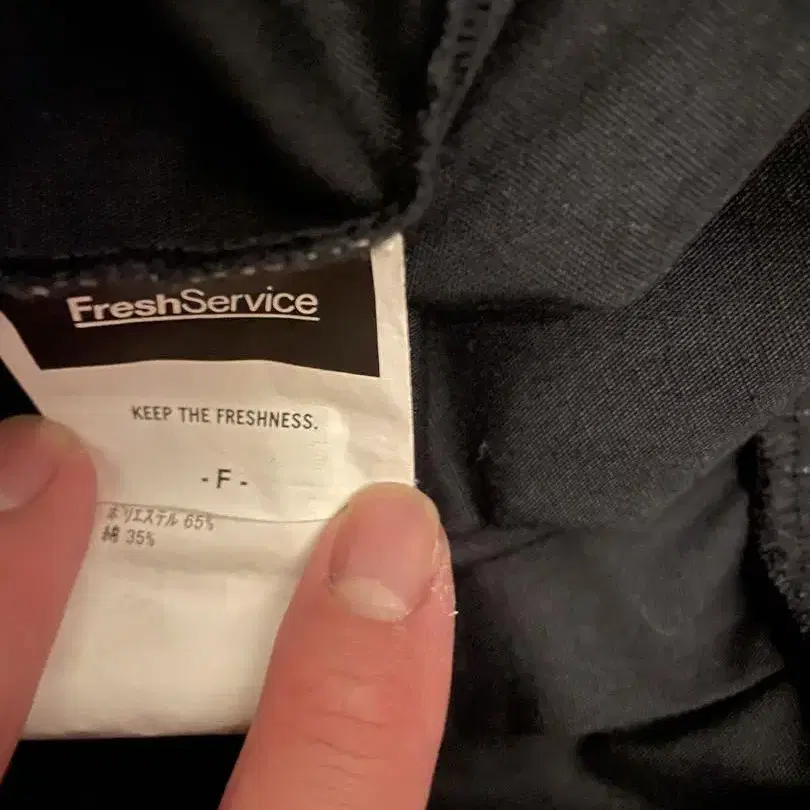 FreshService
KEEP THE FRESHNESS.
- F -
ポリエステル 65%
綿 35%